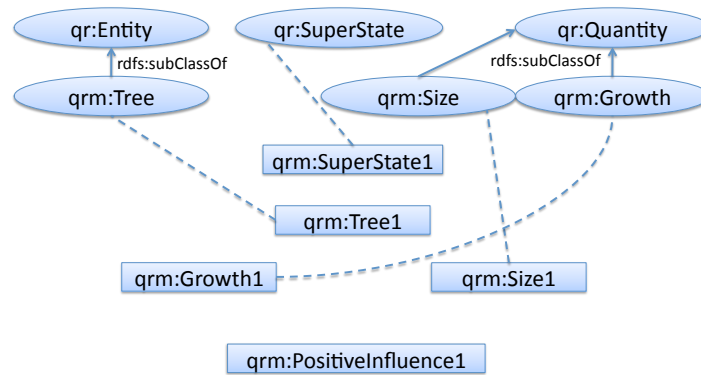 qr:Entity
qr:SuperState
qr:Quantity
rdfs:subClassOf
rdfs:subClassOf
qrm:Tree
qrm:Size
qrm:Growth
qrm:SuperState1
qrm:Tree1
qrm:Growth1
qrm:Size1
qrm:PositiveInfluence1